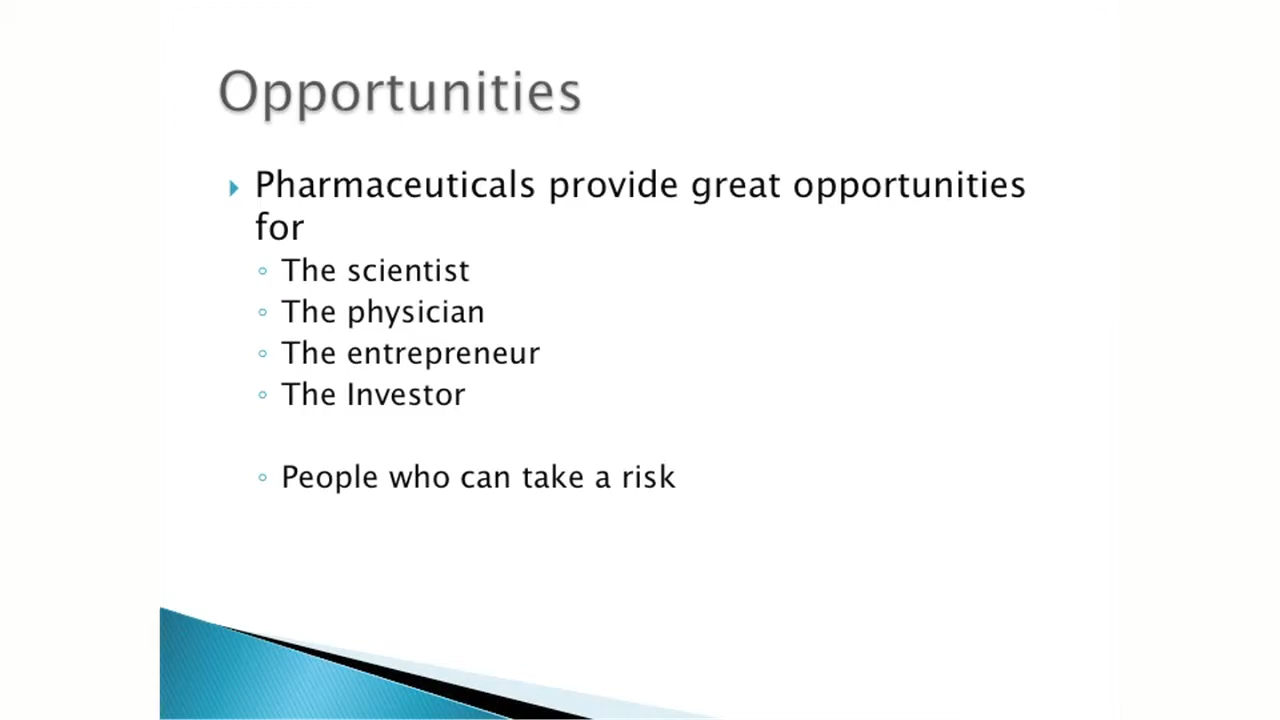 Opportunities
Pharmaceuticals provide great opportunities
for
The scientist
The physician
The entrepreneur
The Investor
People who can take a risk